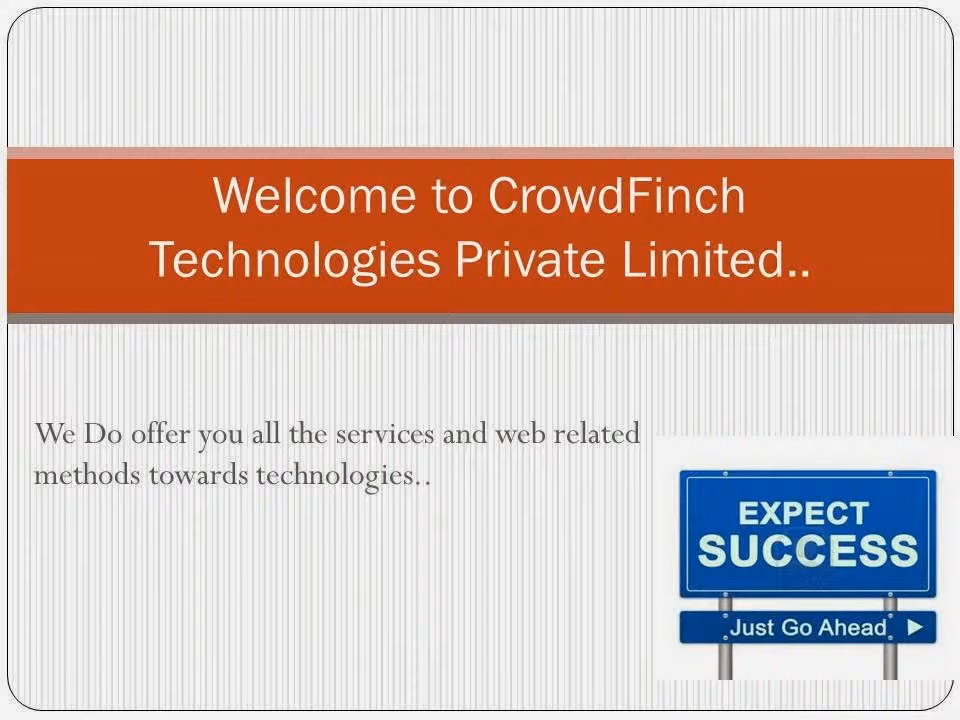 Welcome to CrowdFinch
Technologies Private Limited..
We Do offer you all the services and web related
methods towards technologies..
EXPECT
SUCCESS
Just Go Ahead